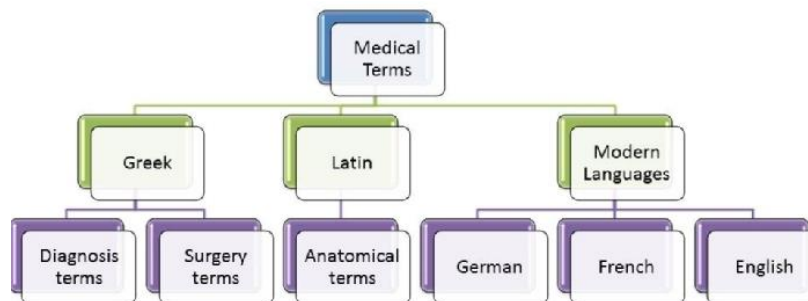 Medical
Terms
Greek
Latin
Modern
Languages
Diagnosis
terms
Surgery
terms
Anatomical
terms
German
French
English